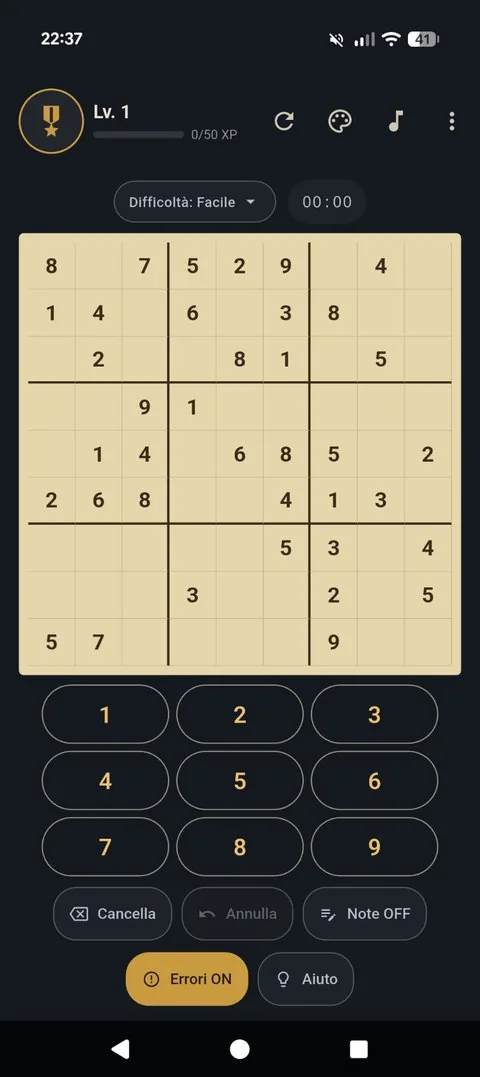 22:37 41
Lv. 1
0/50 XP
Difficoltà: Facile 00:00
8 7 5 2 9 4
1 4 6 3 8
2 8 1 5
9 1
1 4 6 8 5 2
2 6 8 4 1 3
5 3 4
3 2 5
5 7 9
1 2 3
4 5 6
7 8 9
Cancella Annulla Note OFF
Errori ON Aiuto